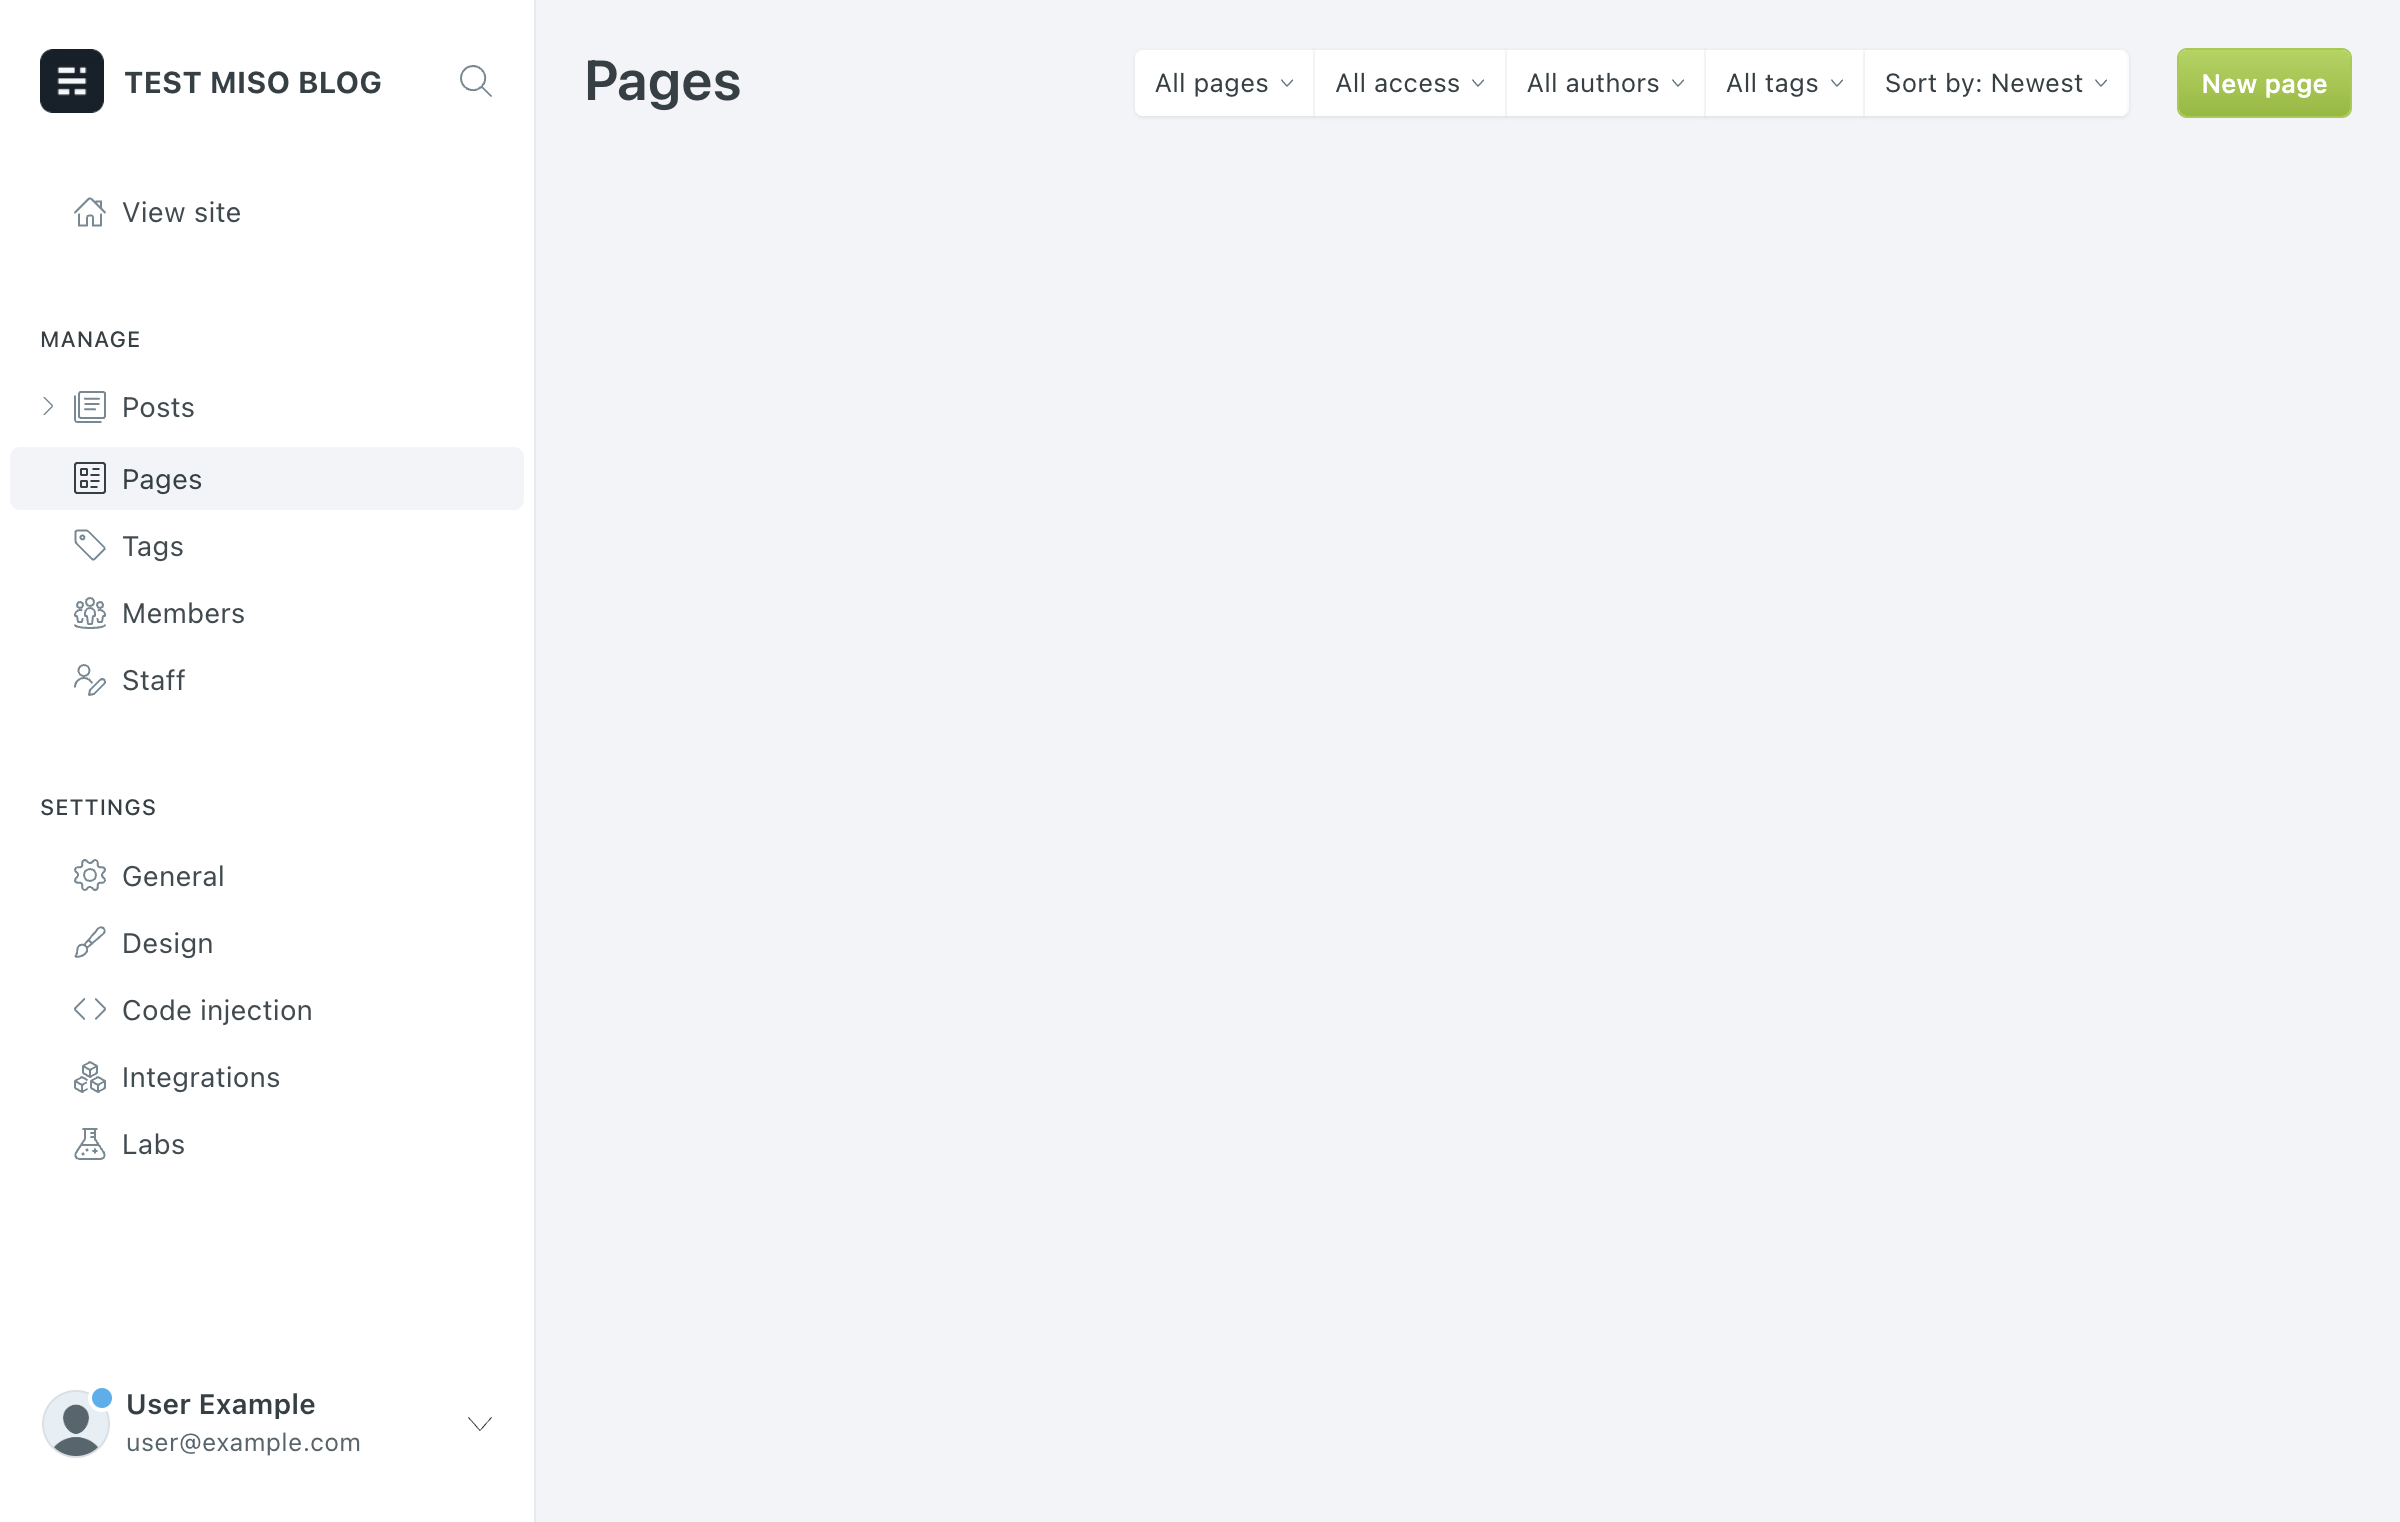 TEST MISO BLOG
View site
MANAGE
Posts
Pages
Tags
Members
Staff
SETTINGS
General
Design
Code injection
Integrations
Labs
User Example
user@example.com
Pages
All pages
All access
All authors
All tags
Sort by: Newest
New page